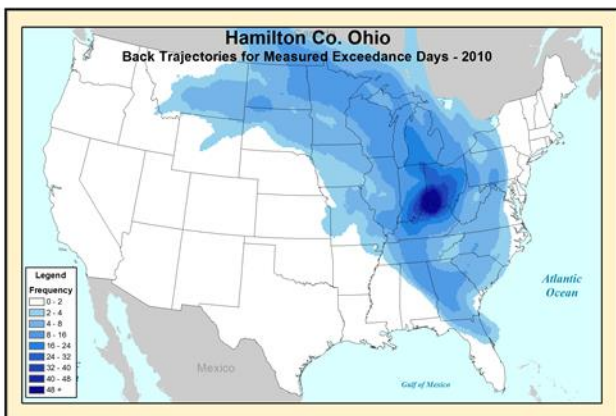 Hamilton Co. Ohio
Back Trajectories for Measured Exceedance Days - 2010
Legend
Frequency
0 - 2
2 - 4
4 - 8
8 - 16
16 - 24
24 - 32
32 - 40
40 - 48
48 +
Mexico
Gulf of Mexico
Atlantic
Ocean